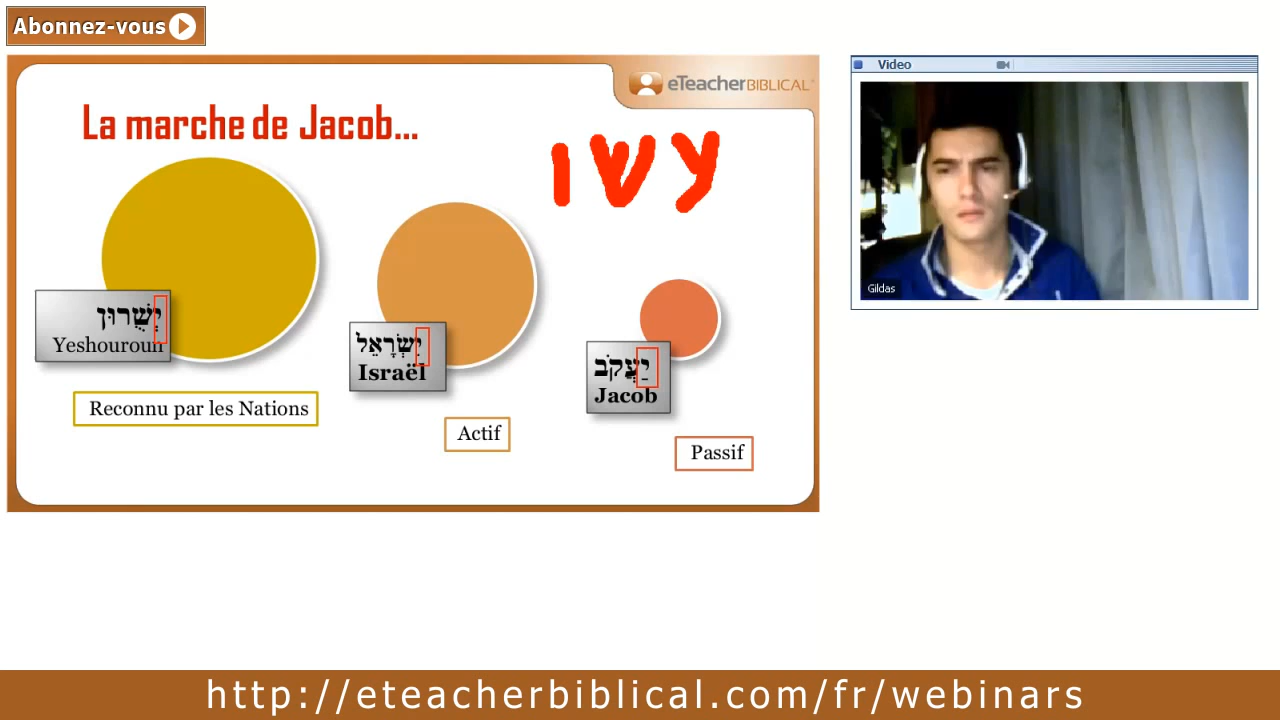 Abonnez-vous
eTeacherBIBLICAL
La marche de Jacob...
עשו
יְשֻׁרוּן
Yeshouroun
Reconnu par les Nations
יִשְׂרָאֵל
Israël
Actif
יַעֲקֹב
Jacob
Passif
Video
Gildas
http://eteacherbiblical.com/fr/webinars